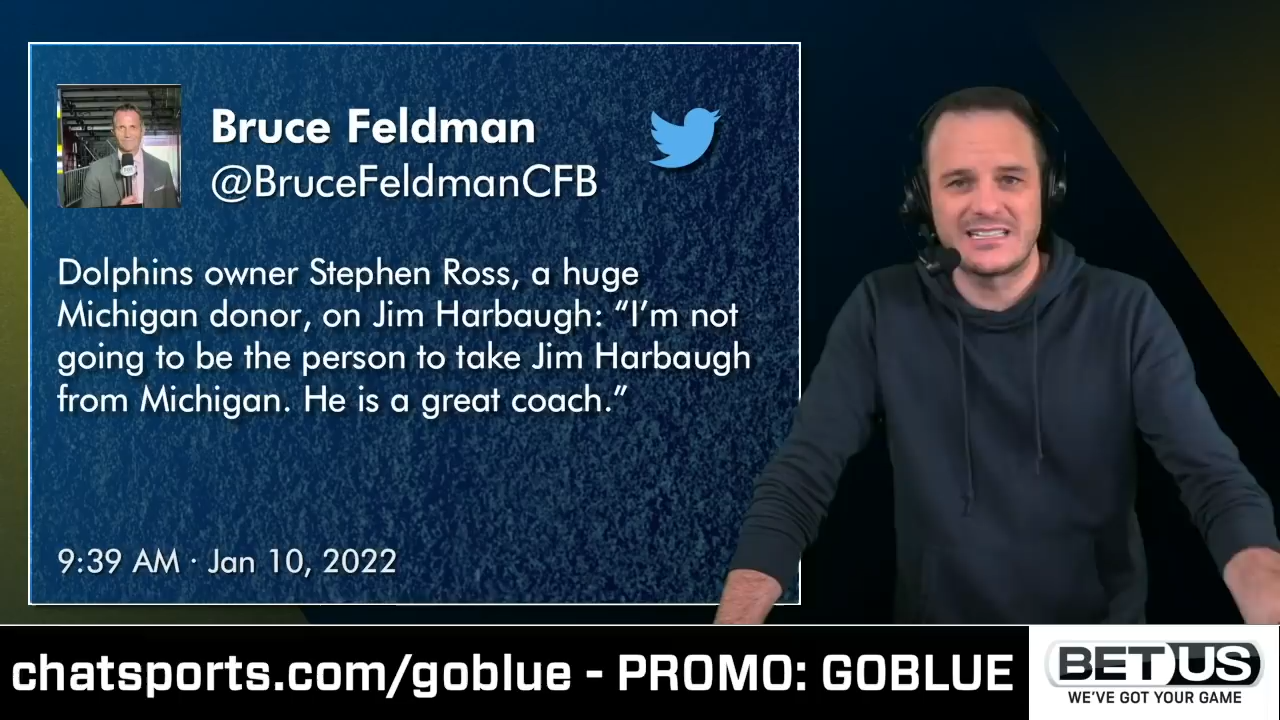 Bruce Feldman
@BruceFeldmanCFB
Dolphins owner Stephen Ross, a huge
Michigan donor, on Jim Harbaugh: “I’m not
going to be the person to take Jim Harbaugh
from Michigan. He is a great coach.”
9:39 AM · Jan 10, 2022
chatsports.com/goblue - PROMO: GOBLUE
BETUS
WE'VE GOT YOUR GAME